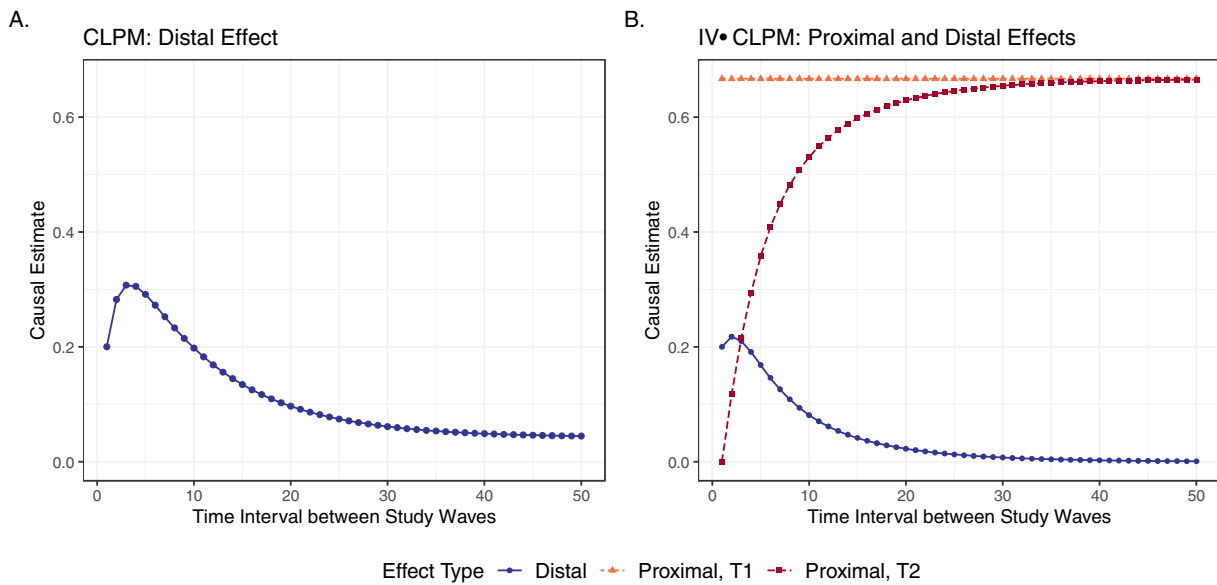 A.
CLPM: Distal Effect
Causal Estimate
0.6
0.4
0.2
0.0
0 10 20 30 40 50
Time Interval between Study Waves
B.
IV• CLPM: Proximal and Distal Effects
Causal Estimate
0.6
0.4
0.2
0.0
0 10 20 30 40 50
Time Interval between Study Waves
Effect Type Distal Proximal, T1 Proximal, T2